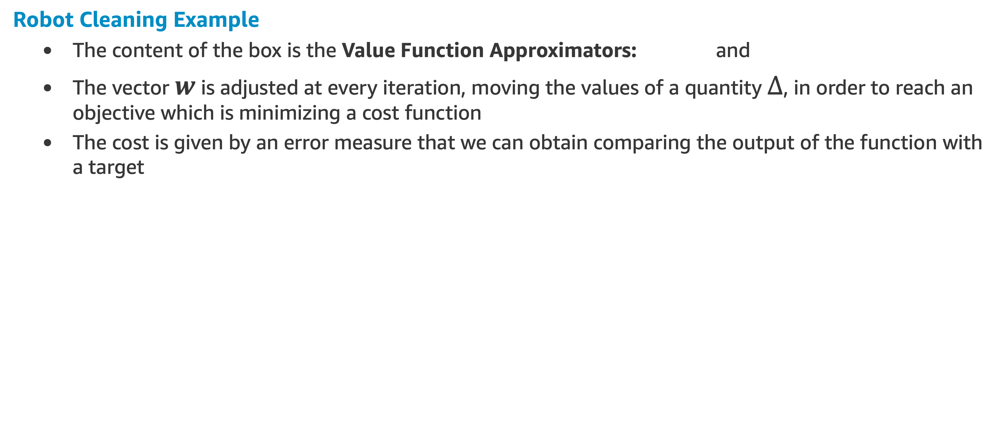 Robot Cleaning Example
• The content of the box is the Value Function Approximators: and
• The vector w is adjusted at every iteration, moving the values of a quantity Δ, in order to reach an
objective which is minimizing a cost function
• The cost is given by an error measure that we can obtain comparing the output of the function with
a target